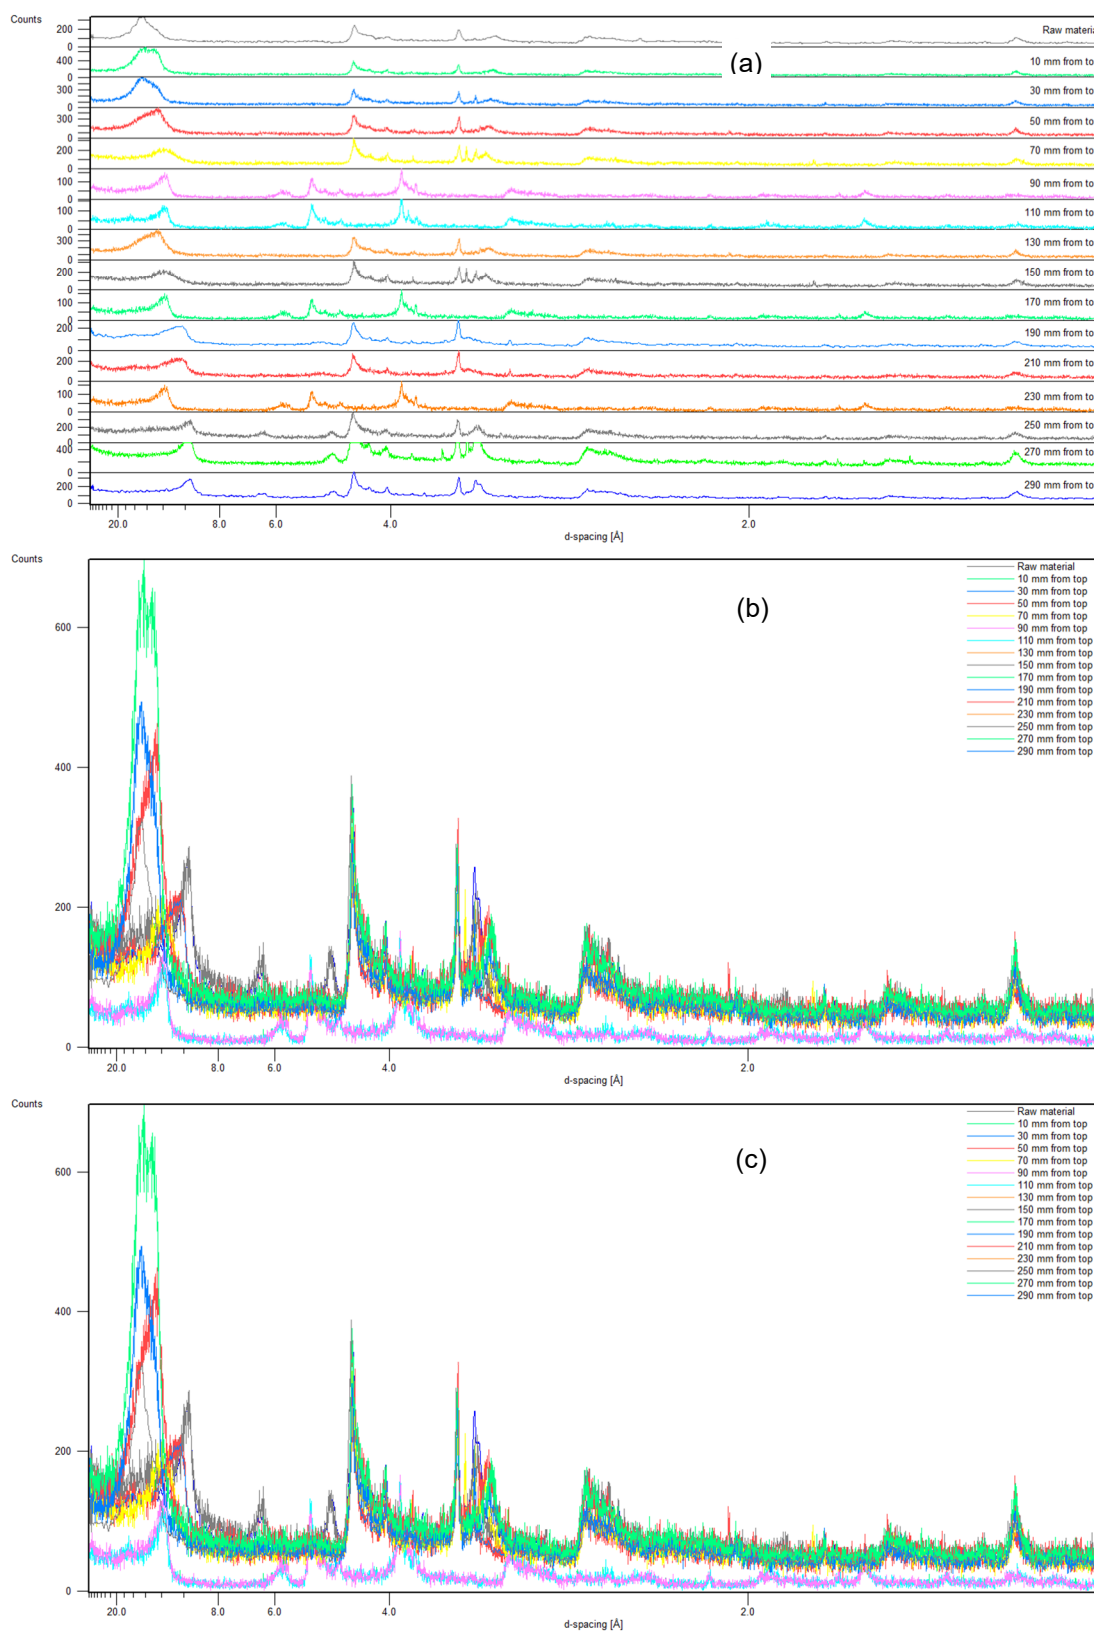 Counts
200
0
Raw material
400
0
10 mm from to
(a)
300
0
30 mm from to
300
0
50 mm from to
200
0
70 mm from to
100
0
90 mm from to
100
0
110 mm from to
300
0
130 mm from to
200
0
150 mm from to
100
0
170 mm from to
200
0
190 mm from to
200
0
210 mm from to
100
0
230 mm from to
200
0
250 mm from to
400
0
270 mm from to
200
0
290 mm from to
20.0 8.0 6.0 4.0 2.0
d-spacing [Å]
Counts
(b)
Raw material
10 mm from top
30 mm from top
50 mm from top
70 mm from top
90 mm from top
110 mm from top
130 mm from top
150 mm from top
170 mm from top
190 mm from top
210 mm from top
230 mm from top
250 mm from top
270 mm from top
290 mm from top
600
400
200
0
20.0 8.0 6.0 4.0 2.0
d-spacing [Å]
Counts
(c)
Raw material
10 mm from top
30 mm from top
50 mm from top
70 mm from top
90 mm from top
110 mm from top
130 mm from top
150 mm from top
170 mm from top
190 mm from top
210 mm from top
230 mm from top
250 mm from top
270 mm from top
290 mm from top
600
400
200
0
20.0 8.0 6.0 4.0 2.0
d-spacing [Å]